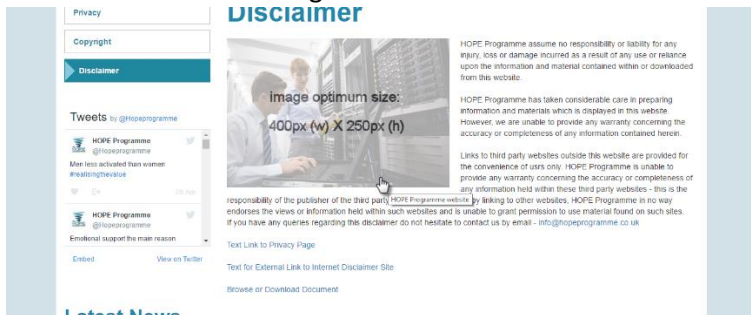 Privacy
Copyright
Disclaimer
Tweets by @Hopeprogramme
HOPE Programme
@Hopeprogramme
Men less activated than women
#realisingthevalue
HOPE Programme
@Hopeprogramme
Emotional support the main reason
Embed
View on Twitter
Latest News
Disclaimer
image optimum size:
400px (w) X 250px (h)
HOPE Programme website
HOPE Programme assume no responsibility or liability for any
injury, loss or damage incurred as a result of any use or reliance
upon the information and material contained within or downloaded
from this website.
HOPE Programme has taken considerable care in preparing
information and materials which is displayed in this website.
However, we are unable to provide any warranty concerning the
accuracy or completeness of any information contained herein.
Links to third party websites outside this website are provided for
the convenience of usrs only. HOPE Programme is unable to
provide any warranty concerning the accuracy or completeness of
any information held within these third party websites - this is the
responsibility of the publisher of the third party by linking to other websites, HOPE Programme in no way
endorses the views or information held within such websites and is unable to grant permission to use material found on such sites.
If you have any queries regarding this disclaimer do not hesitate to contact us by email - info@hopeprogramme.co.uk
Text Link to Privacy Page
Text for External Link to Internet Disclaimer Site
Browse or Download Document